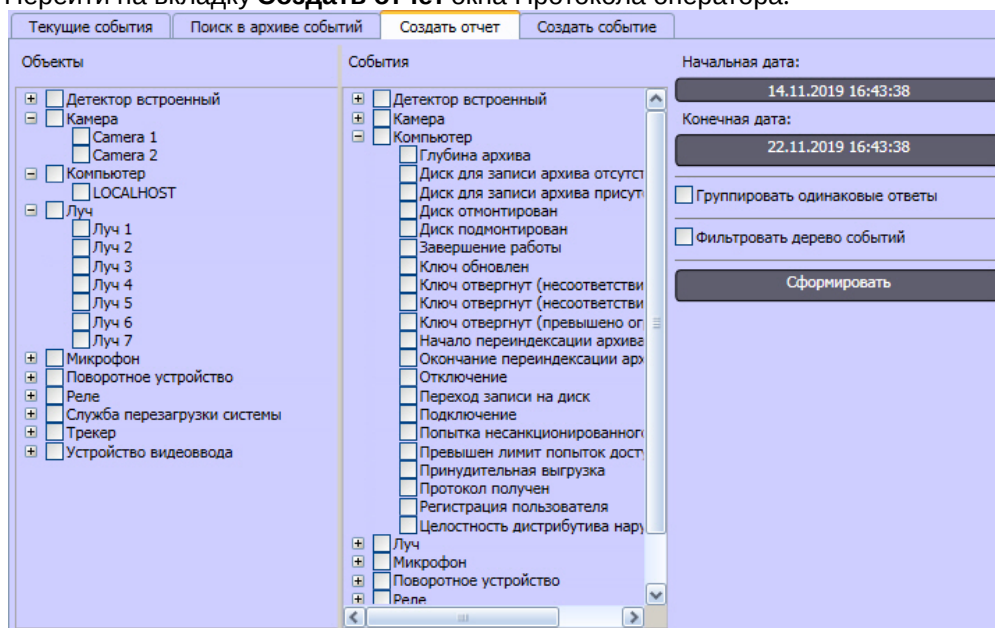 Перейти на вкладку Создать отчет окна Протокола оператора.
Текущие события
Поиск в архиве событий
Создать отчет
Создать событие
Объекты
Детектор встроенный
Камера
Camera 1
Camera 2
Компьютер
LOCALHOST
Луч
Луч 1
Луч 2
Луч 3
Луч 4
Луч 5
Луч 6
Луч 7
Микрофон
Поворотное устройство
Реле
Служба перезагрузки системы
Трекер
Устройство видеоввода
События
Детектор встроенный
Камера
Компьютер
Глубина архива
Диск для записи архива отсутст
Диск для записи архива присут
Диск отмонтирован
Диск подмонтирован
Завершение работы
Ключ обновлен
Ключ отвергнут (несоответстви
Ключ отвергнут (несоответстви
Ключ отвергнут (превышено ог
Начало переиндексации архива
Окончание переиндексации арх
Отключение
Переход записи на диск
Подключение
Попытка несанкционированног
Превышен лимит попыток дост
Принудительная выгрузка
Протокол получен
Регистрация пользователя
Целостность дистрибутива нару
Луч
Микрофон
Поворотное устройство
Реле
Начальная дата:
14.11.2019 16:43:38
Конечная дата:
22.11.2019 16:43:38
Группировать одинаковые ответы
Фильтровать дерево событий
Сформировать